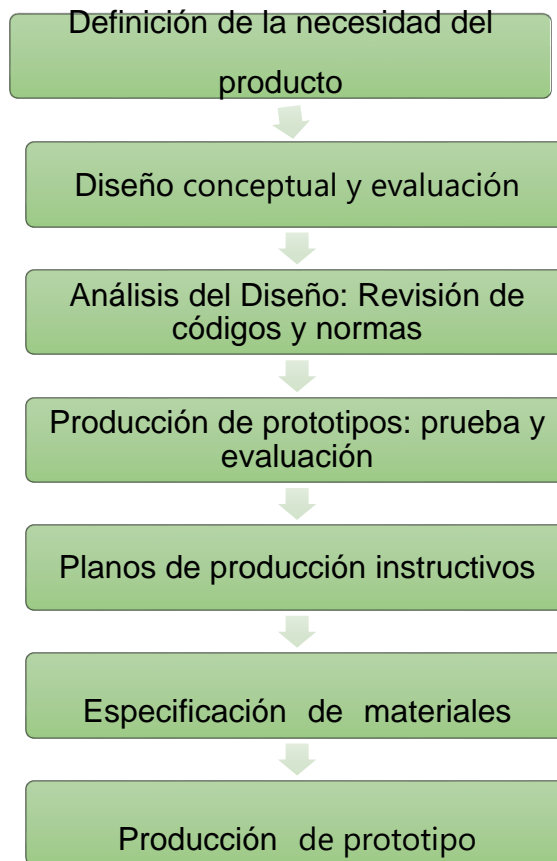 Definición de la necesidad del
producto
Diseño conceptual y evaluación
Análisis del Diseño: Revisión de
códigos y normas
Producción de prototipos: prueba y
evaluación
Planos de producción instructivos
Especificación de materiales
Producción de prototipo